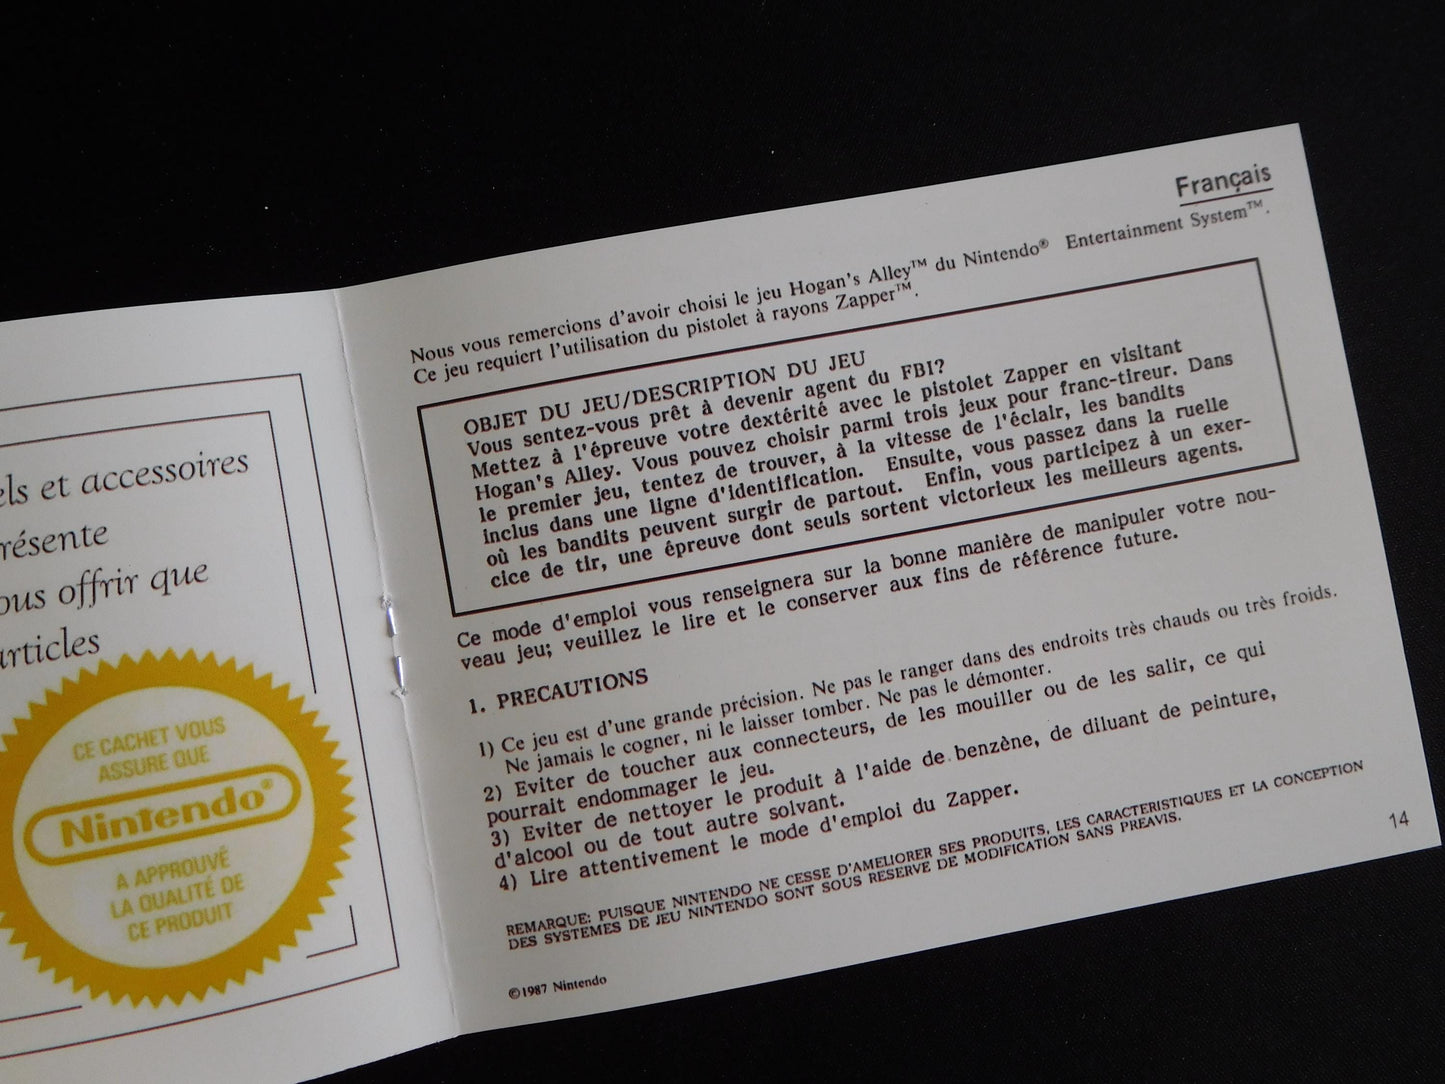 els et accessoires
résente
ous offrir que
articles
CE CACHET VOUS
ASSURE QUE
Nintendo®
A APPROUVÉ
LA QUALITÉ DE
CE PRODUIT
Français
Nous vous remercions d'avoir choisi le jeu Hogan's Alley™ du Nintendo® Entertainment System™.
Ce jeu requiert l'utilisation du pistolet à rayons Zapper™.
OBJET DU JEU/DESCRIPTION DU JEU
Vous sentez-vous prêt à devenir agent du FBI?
Mettez à l'épreuve votre dextérité avec le pistolet Zapper en visitant
Hogan's Alley. Vous pouvez choisir parmi trois jeux pour franc-tireur. Dans
le premier jeu, tentez de trouver, à la vitesse de l'éclair, les bandits
inclus dans une ligne d'identification. Ensuite, vous passez dans la ruelle
où les bandits peuvent surgir de partout. Enfin, vous participez à un exer-
cice de tir, une épreuve dont seuls sortent victorieux les meilleurs agents.
Ce mode d'emploi vous renseignera sur la bonne manière de manipuler votre nou-
veau jeu; veuillez le lire et le conserver aux fins de référence future.
1. PRECAUTIONS
1) Ce jeu est d'une grande précision. Ne pas le ranger dans des endroits très chauds ou très froids.
Ne jamais le cogner, ni le laisser tomber. Ne pas le démonter.
2) Eviter de toucher aux connecteurs, de les mouiller ou de les salir, ce qui
pourrait endommager le jeu.
3) Eviter de nettoyer le produit à l'aide de benzène, de diluant de peinture,
d'alcool ou de tout autre solvant.
4) Lire attentivement le mode d'emploi du Zapper.
REMARQUE: PUISQUE NINTENDO NE CESSE D'AMELIORER SES PRODUITS, LES CARACTERISTIQUES ET LA CONCEPTION
DES SYSTEMES DE JEU NINTENDO SONT SOUS RESERVE DE MODIFICATION SANS PREAVIS.
14
©1987 Nintendo